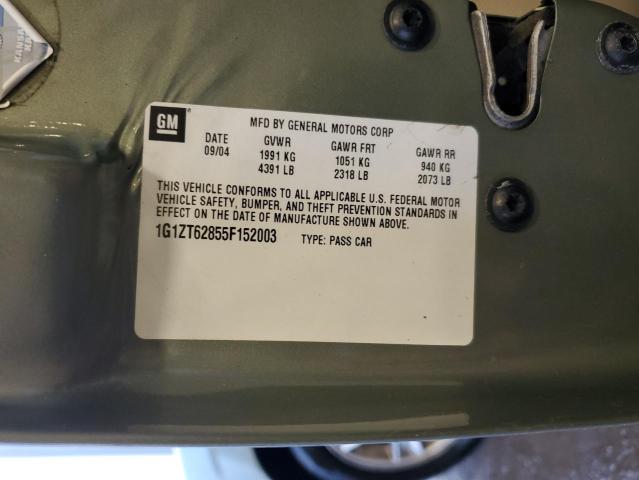 KANSA
GM
MFD BY GENERAL MOTORS CORP
DATE GVWR GAWR FRT GAWR RR
09/04 1991 KG 1051 KG 940 KG
4391 LB 2318 LB 2073 LB
THIS VEHICLE CONFORMS TO ALL APPLICABLE U.S. FEDERAL MOTOR
VEHICLE SAFETY, BUMPER, AND THEFT PREVENTION STANDARDS IN
EFFECT ON THE DATE OF MANUFACTURE SHOWN ABOVE.
1G1ZT62855F152003 TYPE: PASS CAR